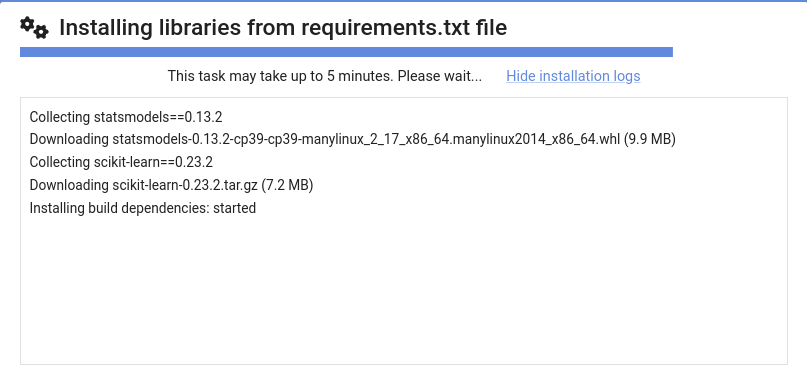 Installing libraries from requirements.txt file
This task may take up to 5 minutes. Please wait... Hide installation logs
Collecting statsmodels==0.13.2
Downloading statsmodels-0.13.2-cp39-cp39-manylinux_2_17_x86_64.manylinux2014_x86_64.whl (9.9 MB)
Collecting scikit-learn==0.23.2
Downloading scikit-learn-0.23.2.tar.gz (7.2 MB)
Installing build dependencies: started